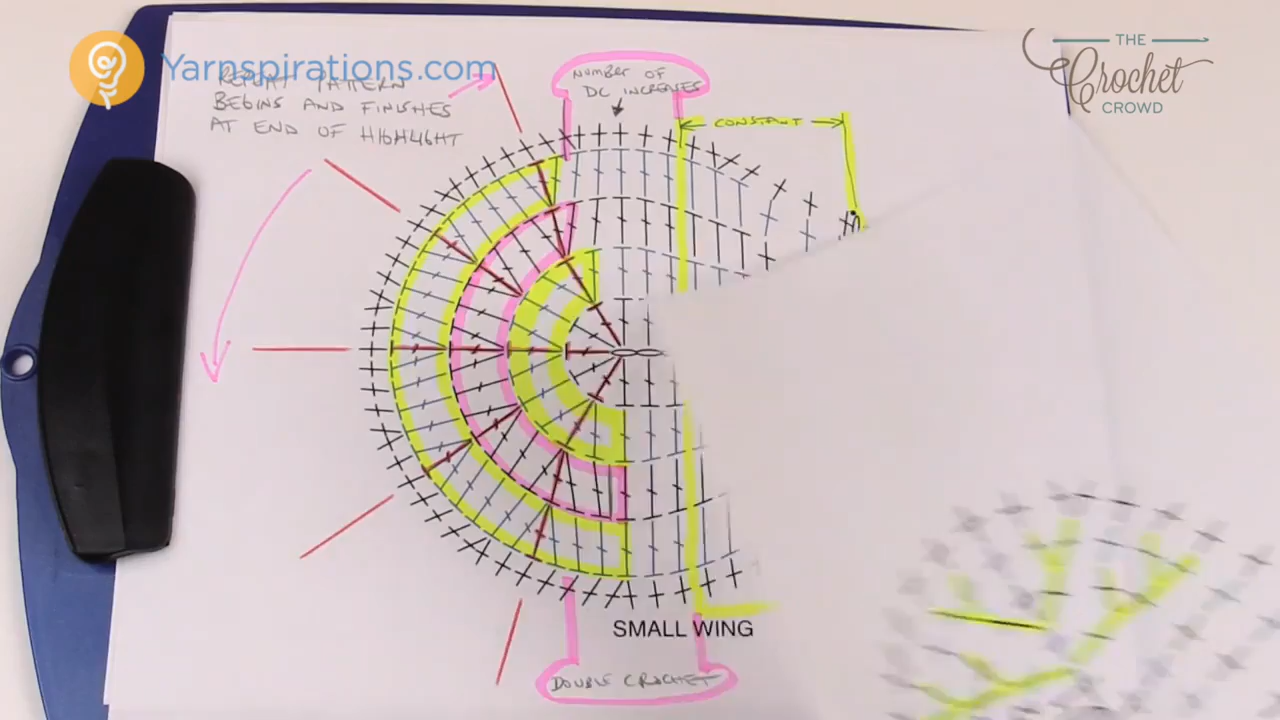 Yarnspirations.com
THE
Crochet
CROWD
REPEAT PATTERN
BEGINS AND FINISHES
AT END OF HIGHLIGHT
NUMBER OF
DC INCREASES
CONSTANT
SMALL WING
DOUBLE CROCHET